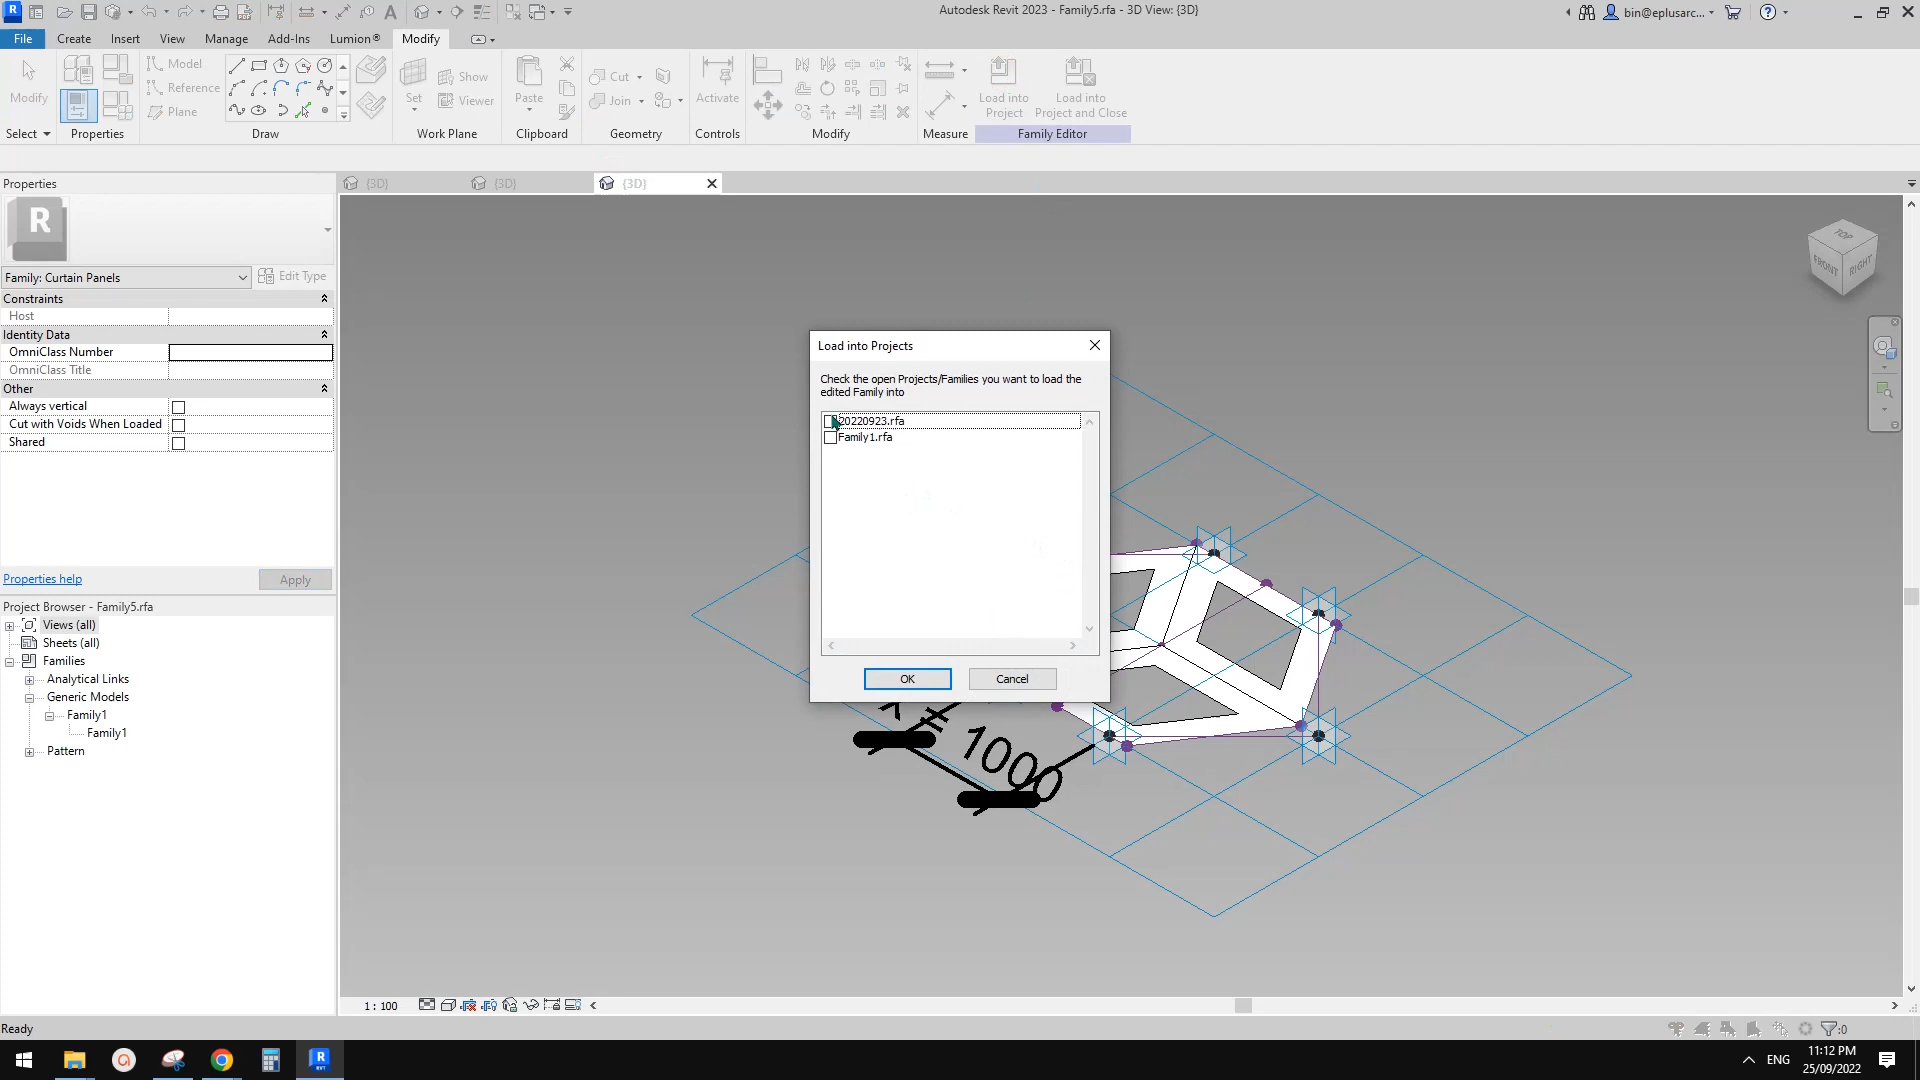 Autodesk Revit 2023 - Family5.rfa - 3D View: {3D}
bin@eplusarc...
File Create Insert View Manage Add-Ins Lumion® Modify
Modify
Select
Properties
Model
Reference
Plane
Draw
Set
Show
Viewer
Work Plane
Paste
Clipboard
Cut
Join
Geometry
Activate
Controls
Modify
Measure
Load into
Project
Load into
Project and Close
Family Editor
Properties
{3D}
{3D}
{3D}
R
Family: Curtain Panels
Edit Type
Constraints
Host
Identity Data
OmniClass Number
OmniClass Title
Other
Always vertical
Cut with Voids When Loaded
Shared
Properties help
Apply
Project Browser - Family5.rfa
Views (all)
Sheets (all)
Families
Analytical Links
Generic Models
Family1
Family1
Pattern
TOP
FRONT
RIGHT
Load into Projects
Check the open Projects/Families you want to load the
edited Family into
20220923.rfa
Family1.rfa
OK
Cancel
= 1000
1 : 100
Ready
:0
ENG
11:12 PM
25/09/2022